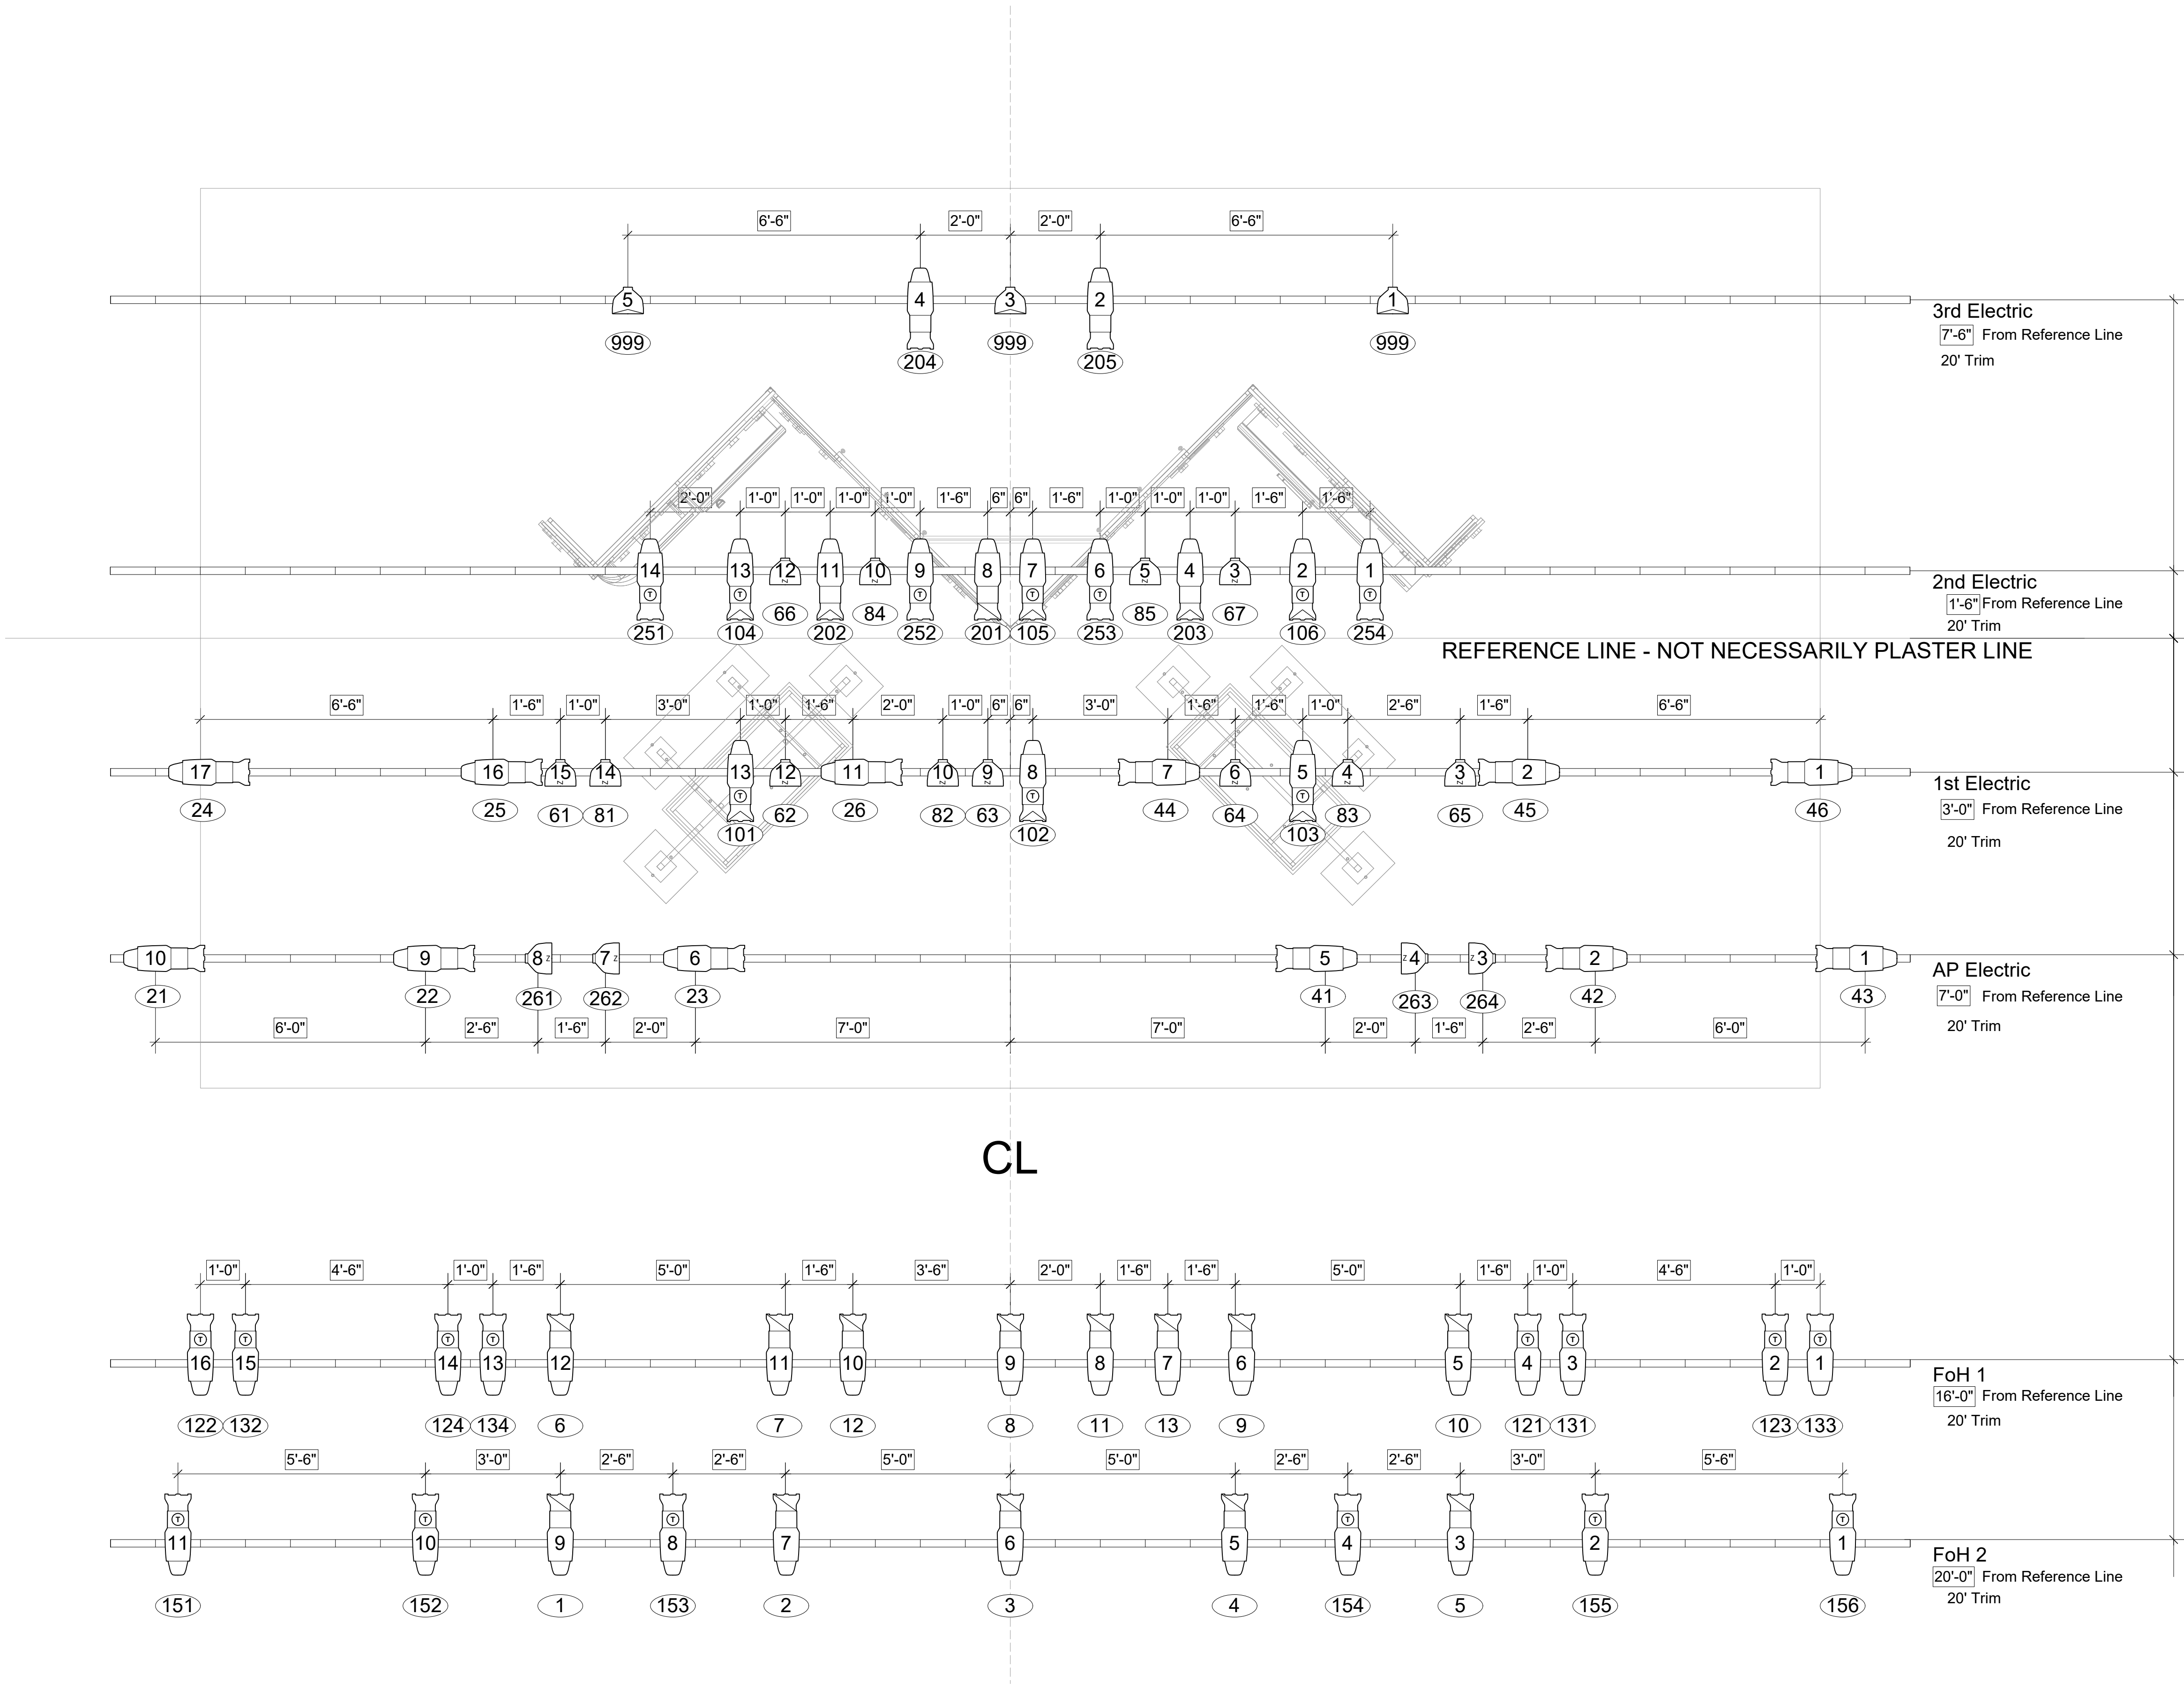 6'-6" 2'-0" 2'-0" 6'-6"
5 4 3 2 1
3rd Electric
7'-6" From Reference Line
999 204 999 205 999
20' Trim
2'-0" 1'-0" 1'-0" 1'-0" 1'-0" 1'-6" 6" 6" 1'-6" 1'-0" 1'-0" 1'-0" 1'-6" 1'-6"
14 13 12 11 10 9 8 7 6 5 4 3 2 1
Z Z Z Z
2nd Electric
T T T T T T T
1'-6" From Reference Line
66 84 85 67
20' Trim
251 104 202 252 201 105 253 203 106 254
REFERENCE LINE - NOT NECESSARILY PLASTER LINE
6'-6" 1'-6" 1'-0" 3'-0" 1'-0" 1'-6" 2'-0" 1'-0" 6" 6" 3'-0" 1'-6" 1'-6" 1'-0" 2'-6" 1'-6" 6'-6"
17 16 15 14 13 12 11 10 9 8 7 6 5 4 3 2 1
Z Z Z Z Z Z Z Z
1st Electric
T T T
24 25 61 81 62 26 82 63 44 64 83 65 45 46
3'-0" From Reference Line
101 102 103
20' Trim
10 9 8 Z 7 Z 6 5 Z 4 Z 3 2 1
AP Electric
21 22 261 262 23 41 263 264 42 43
7'-0" From Reference Line
6'-0" 2'-6" 1'-6" 2'-0" 7'-0" 7'-0" 2'-0" 1'-6" 2'-6" 6'-0"
20' Trim
CL
1'-0" 4'-6" 1'-0" 1'-6" 5'-0" 1'-6" 3'-6" 2'-0" 1'-6" 1'-6" 5'-0" 1'-6" 1'-0" 4'-6" 1'-0"
T T T T T T T T
16 15 14 13 12 11 10 9 8 7 6 5 4 3 2 1
FoH 1
16'-0" From Reference Line
20' Trim
122 132 124 134 6 7 12 8 11 13 9 10 121 131 123 133
5'-6" 3'-0" 2'-6" 2'-6" 5'-0" 5'-0" 2'-6" 2'-6" 3'-0" 5'-6"
T T T T T T
11 10 9 8 7 6 5 4 3 2 1
FoH 2
20'-0" From Reference Line
20' Trim
151 152 1 153 2 3 4 154 5 155 156